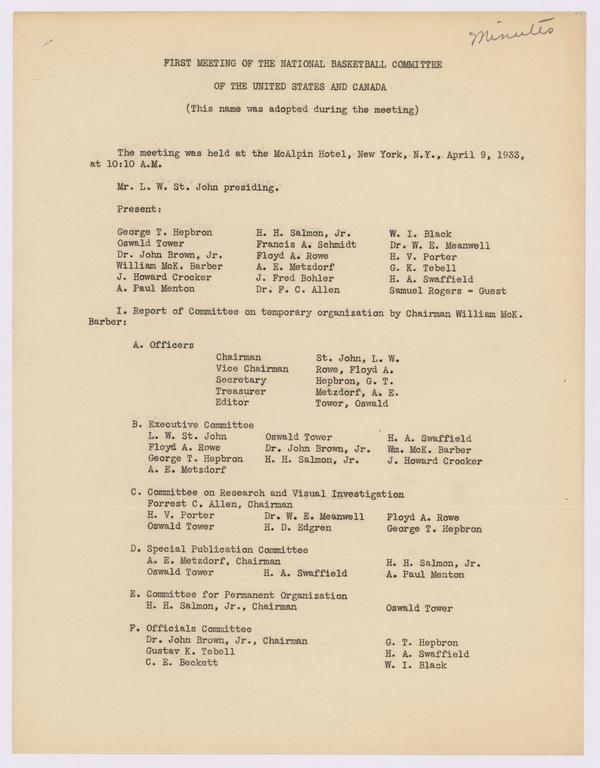 Minutes
FIRST MEETING OF THE NATIONAL BASKETBALL COMMITTEE
OF THE UNITED STATES AND CANADA
(This name was adopted during the meeting)
The meeting was held at the McAlpin Hotel, New York, N.Y., April 9, 1933,
at 10:10 A.M.
Mr. L. W. St. John presiding.
Present:
George T. Hepbron H. H. Salmon, Jr. W. I. Black
Oswald Tower Francis A. Schmidt Dr. W. E. Meanwell
Dr. John Brown, Jr. Floyd A. Rowe H. V. Porter
William McK. Barber A. E. Metzdorf G. K. Tebell
J. Howard Crocker J. Fred Bohler H. A. Swaffield
A. Paul Menton Dr. F. C. Allen Samuel Rogers - Guest
I. Report of Committee on temporary organization by Chairman William McK.
Barber:
A. Officers
Chairman St. John, L. W.
Vice Chairman Rowe, Floyd A.
Secretary Hepbron, G. T.
Treasurer Metzdorf, A. E.
Editor Tower, Oswald
B. Executive Committee
L. W. St. John Oswald Tower H. A. Swaffield
Floyd A. Rowe Dr. John Brown, Jr. Wm. McK. Barber
George T. Hepbron H. H. Salmon, Jr. J. Howard Crocker
A. E. Metzdorf
C. Committee on Research and Visual Investigation
Forrest C. Allen, Chairman
H. V. Porter Dr. W. E. Meanwell Floyd A. Rowe
Oswald Tower H. D. Edgren George T. Hepbron
D. Special Publication Committee
A. E. Metzdorf, Chairman H. H. Salmon, Jr.
Oswald Tower H. A. Swaffield A. Paul Menton
E. Committee for Permanent Organization
H. H. Salmon, Jr., Chairman Oswald Tower
F. Officials Committee
Dr. John Brown, Jr., Chairman G. T. Hepbron
Gustav K. Tebell H. A. Swaffield
C. E. Beckett W. I. Black